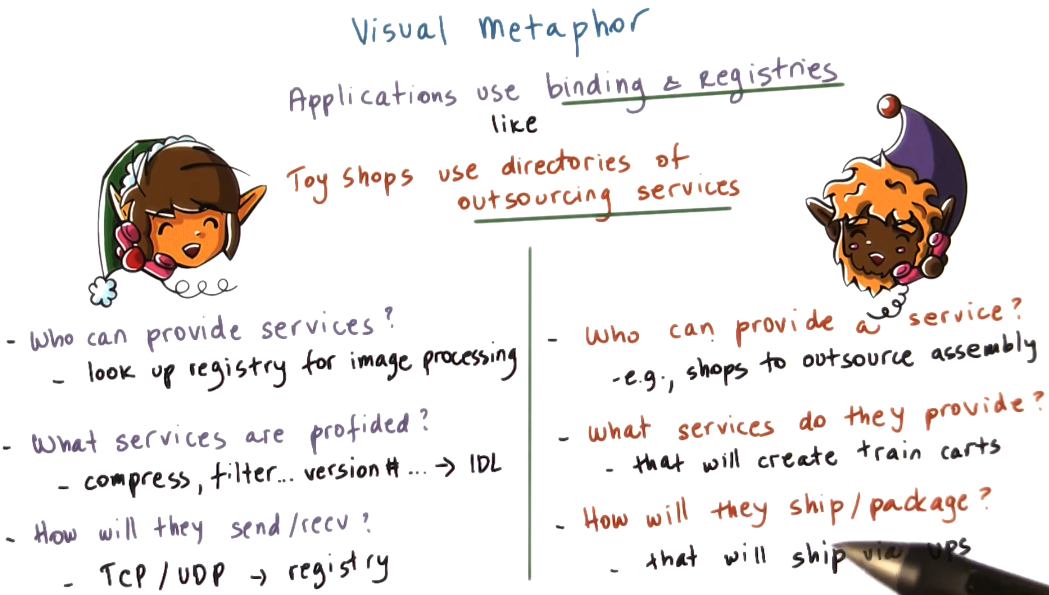 Visual Metaphor
Applications use binding & Registries
like
Toy shops use directories of
outsourcing services
- Who can provide services?
- look up registry for image processing
- What services are profided?
- compress, filter... version# ... → IDL
- How will they send/recv?
- TCP / UDP → registry
- Who can provide a service?
- e.g., shops to outsource assembly
- What services do they provide?
- that will create train carts
- How will they ship/package?
- that will ship via UPS